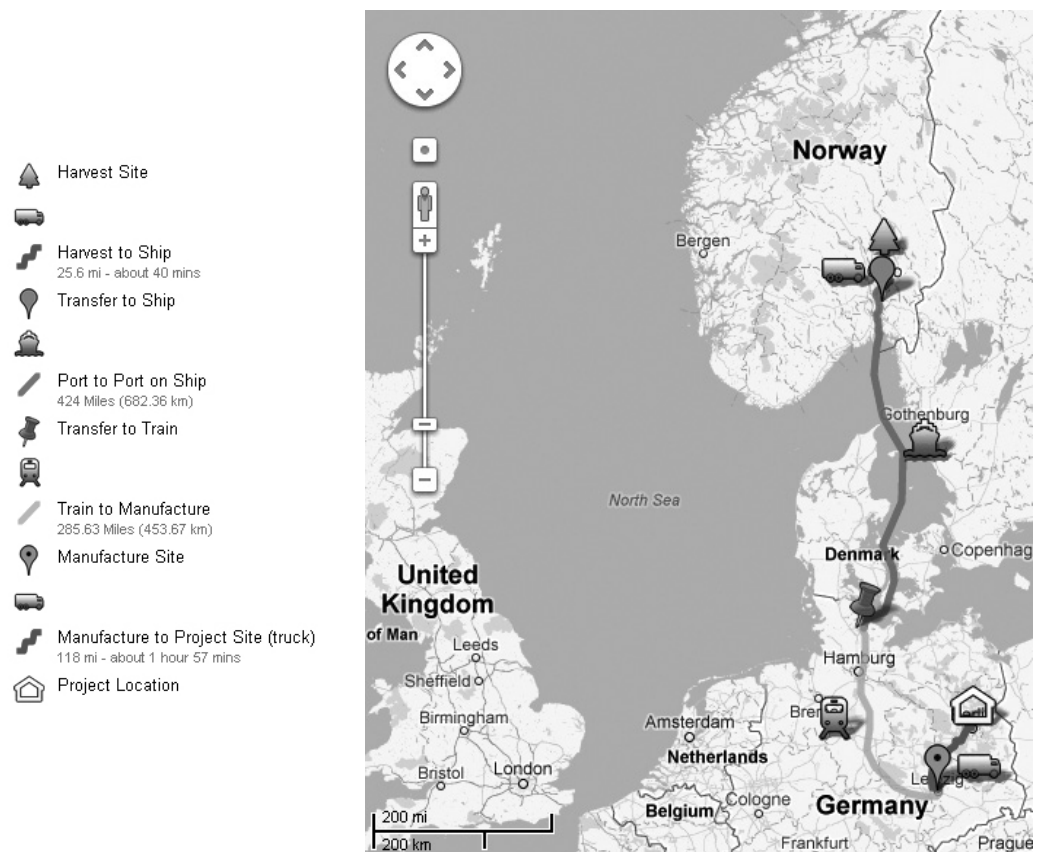 Harvest Site
Harvest to Ship
25.6 mi - about 40 mins
Transfer to Ship
Port to Port on Ship
424 Miles (682.36 km)
Transfer to Train
Train to Manufacture
285.63 Miles (453.67 km)
Manufacture Site
Manufacture to Project Site (truck)
118 mi - about 1 hour 57 mins
Project Location
Norway
Bergen
Gothenburg
North Sea
Denmark
Copenhag
United
Kingdom
of Man
Leeds
Sheffield
Hamburg
Birmingham
Bre
Amsterdam
Netherlands
Bristol
London
Belgium
Cologne
Germany
200 mi
200 km
Frankfurt
Prague